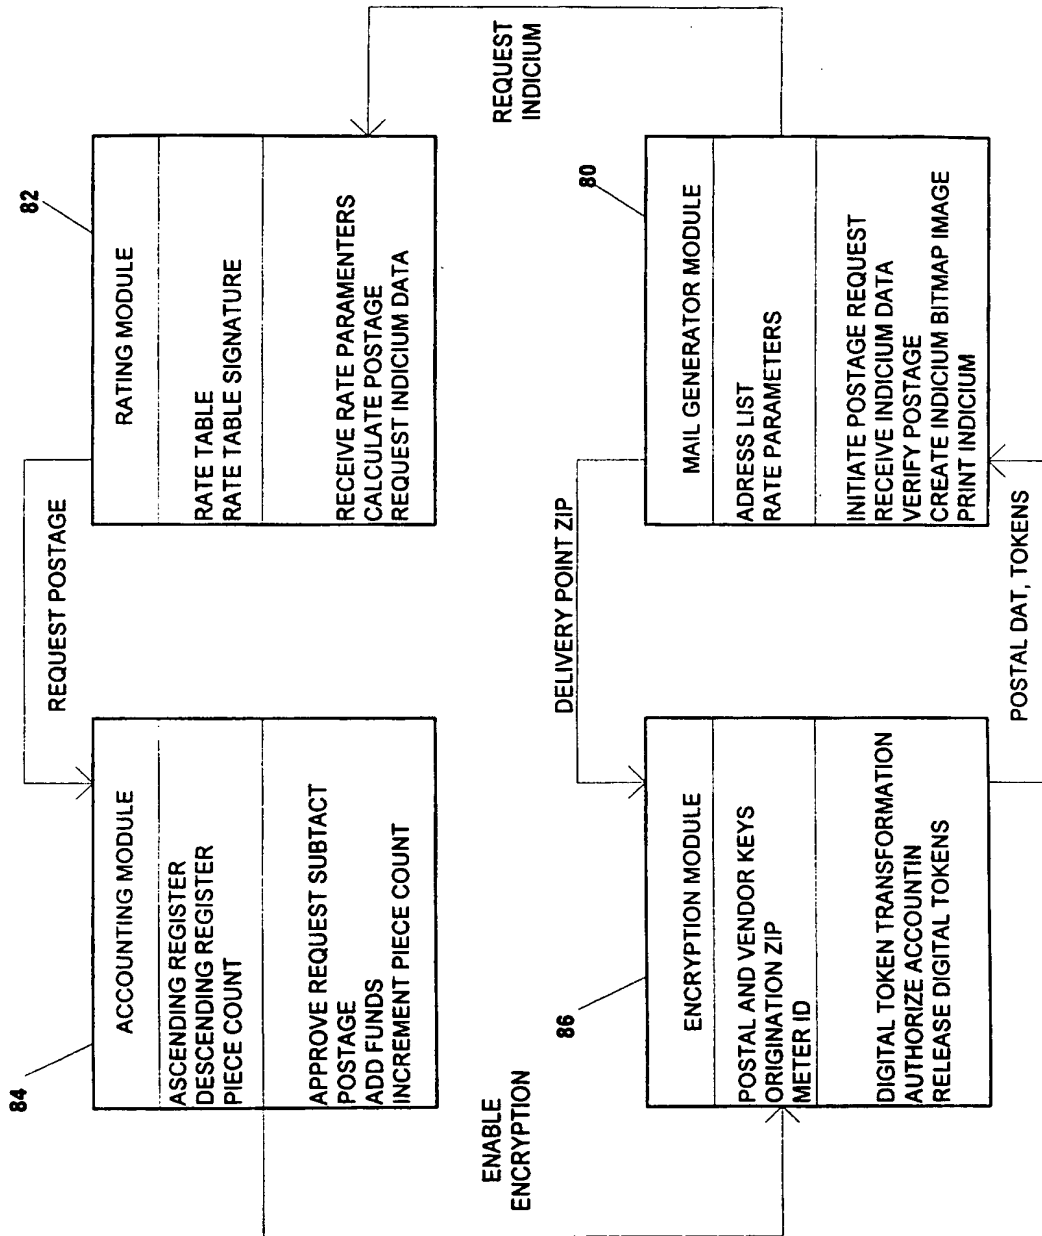 84
ACCOUNTING MODULE
ASCENDING REGISTER
DESCENDING REGISTER
PIECE COUNT
APPROVE REQUEST SUBTACT
POSTAGE
ADD FUNDS
INCREMENT PIECE COUNT
REQUEST POSTAGE
82
RATING MODULE
RATE TABLE
RATE TABLE SIGNATURE
RECEIVE RATE PARAMENTERS
CALCULATE POSTAGE
REQUEST INDICIUM DATA
ENABLE
ENCRYPTION
REQUEST
INDICIUM
86
ENCRYPTION MODULE
POSTAL AND VENDOR KEYS
ORIGINATION ZIP
METER ID
DIGITAL TOKEN TRANSFORMATION
AUTHORIZE ACCOUNTIN
RELEASE DIGITAL TOKENS
DELIVERY POINT ZIP
80
MAIL GENERATOR MODULE
ADRESS LIST
RATE PARAMETERS
INITIATE POSTAGE REQUEST
RECEIVE INDICIUM DATA
VERIFY POSTAGE
CREATE INDICIUM BITMAP IMAGE
PRINT INDICIUM
POSTAL DAT, TOKENS